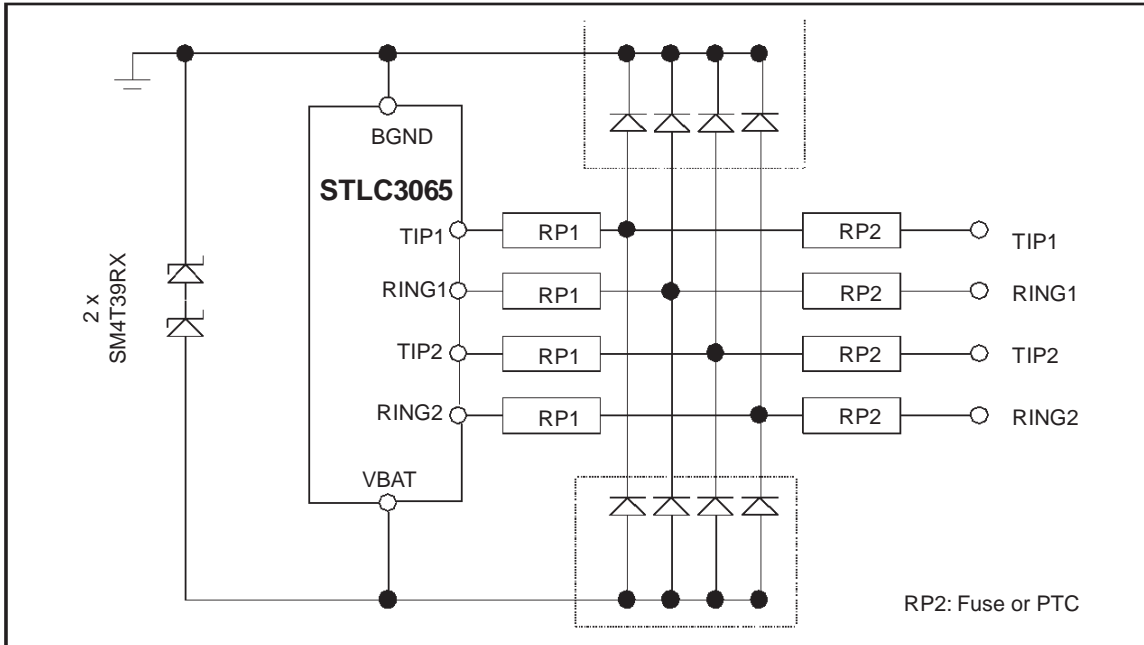 BGND
STLC3065
TIP1 RP1 RP2 TIP1
RING1 RP1 RP2 RING1
2 x
SM4T39RX
TIP2 RP1 RP2 TIP2
RING2 RP1 RP2 RING2
VBAT
RP2: Fuse or PTC